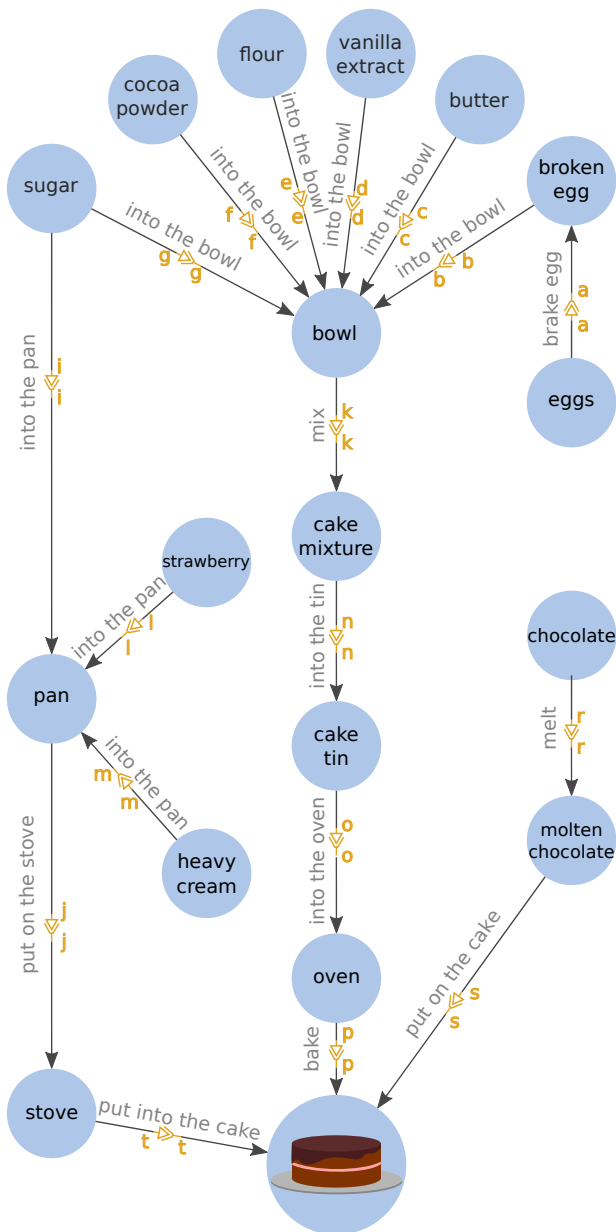 flour
vanilla
extract
cocoa
powder
butter
broken
egg
sugar
into the bowl
into the bowl
into the bowl
into the bowl
into the bowl
into the bowl
e
e
d
d
f
f
c
c
g
g
b
b
brake egg
a
a
bowl
eggs
into the pan
i
i
mix
k
k
cake
mixture
strawberry
into the pan
l
l
into the tin
n
n
chocolate
pan
melt
r
r
cake
tin
into the pan
m
m
heavy
cream
put on the stove
j
j
into the oven
o
o
molten
chocolate
put on the cake
s
s
oven
bake
p
p
stove
put into the cake
t
t